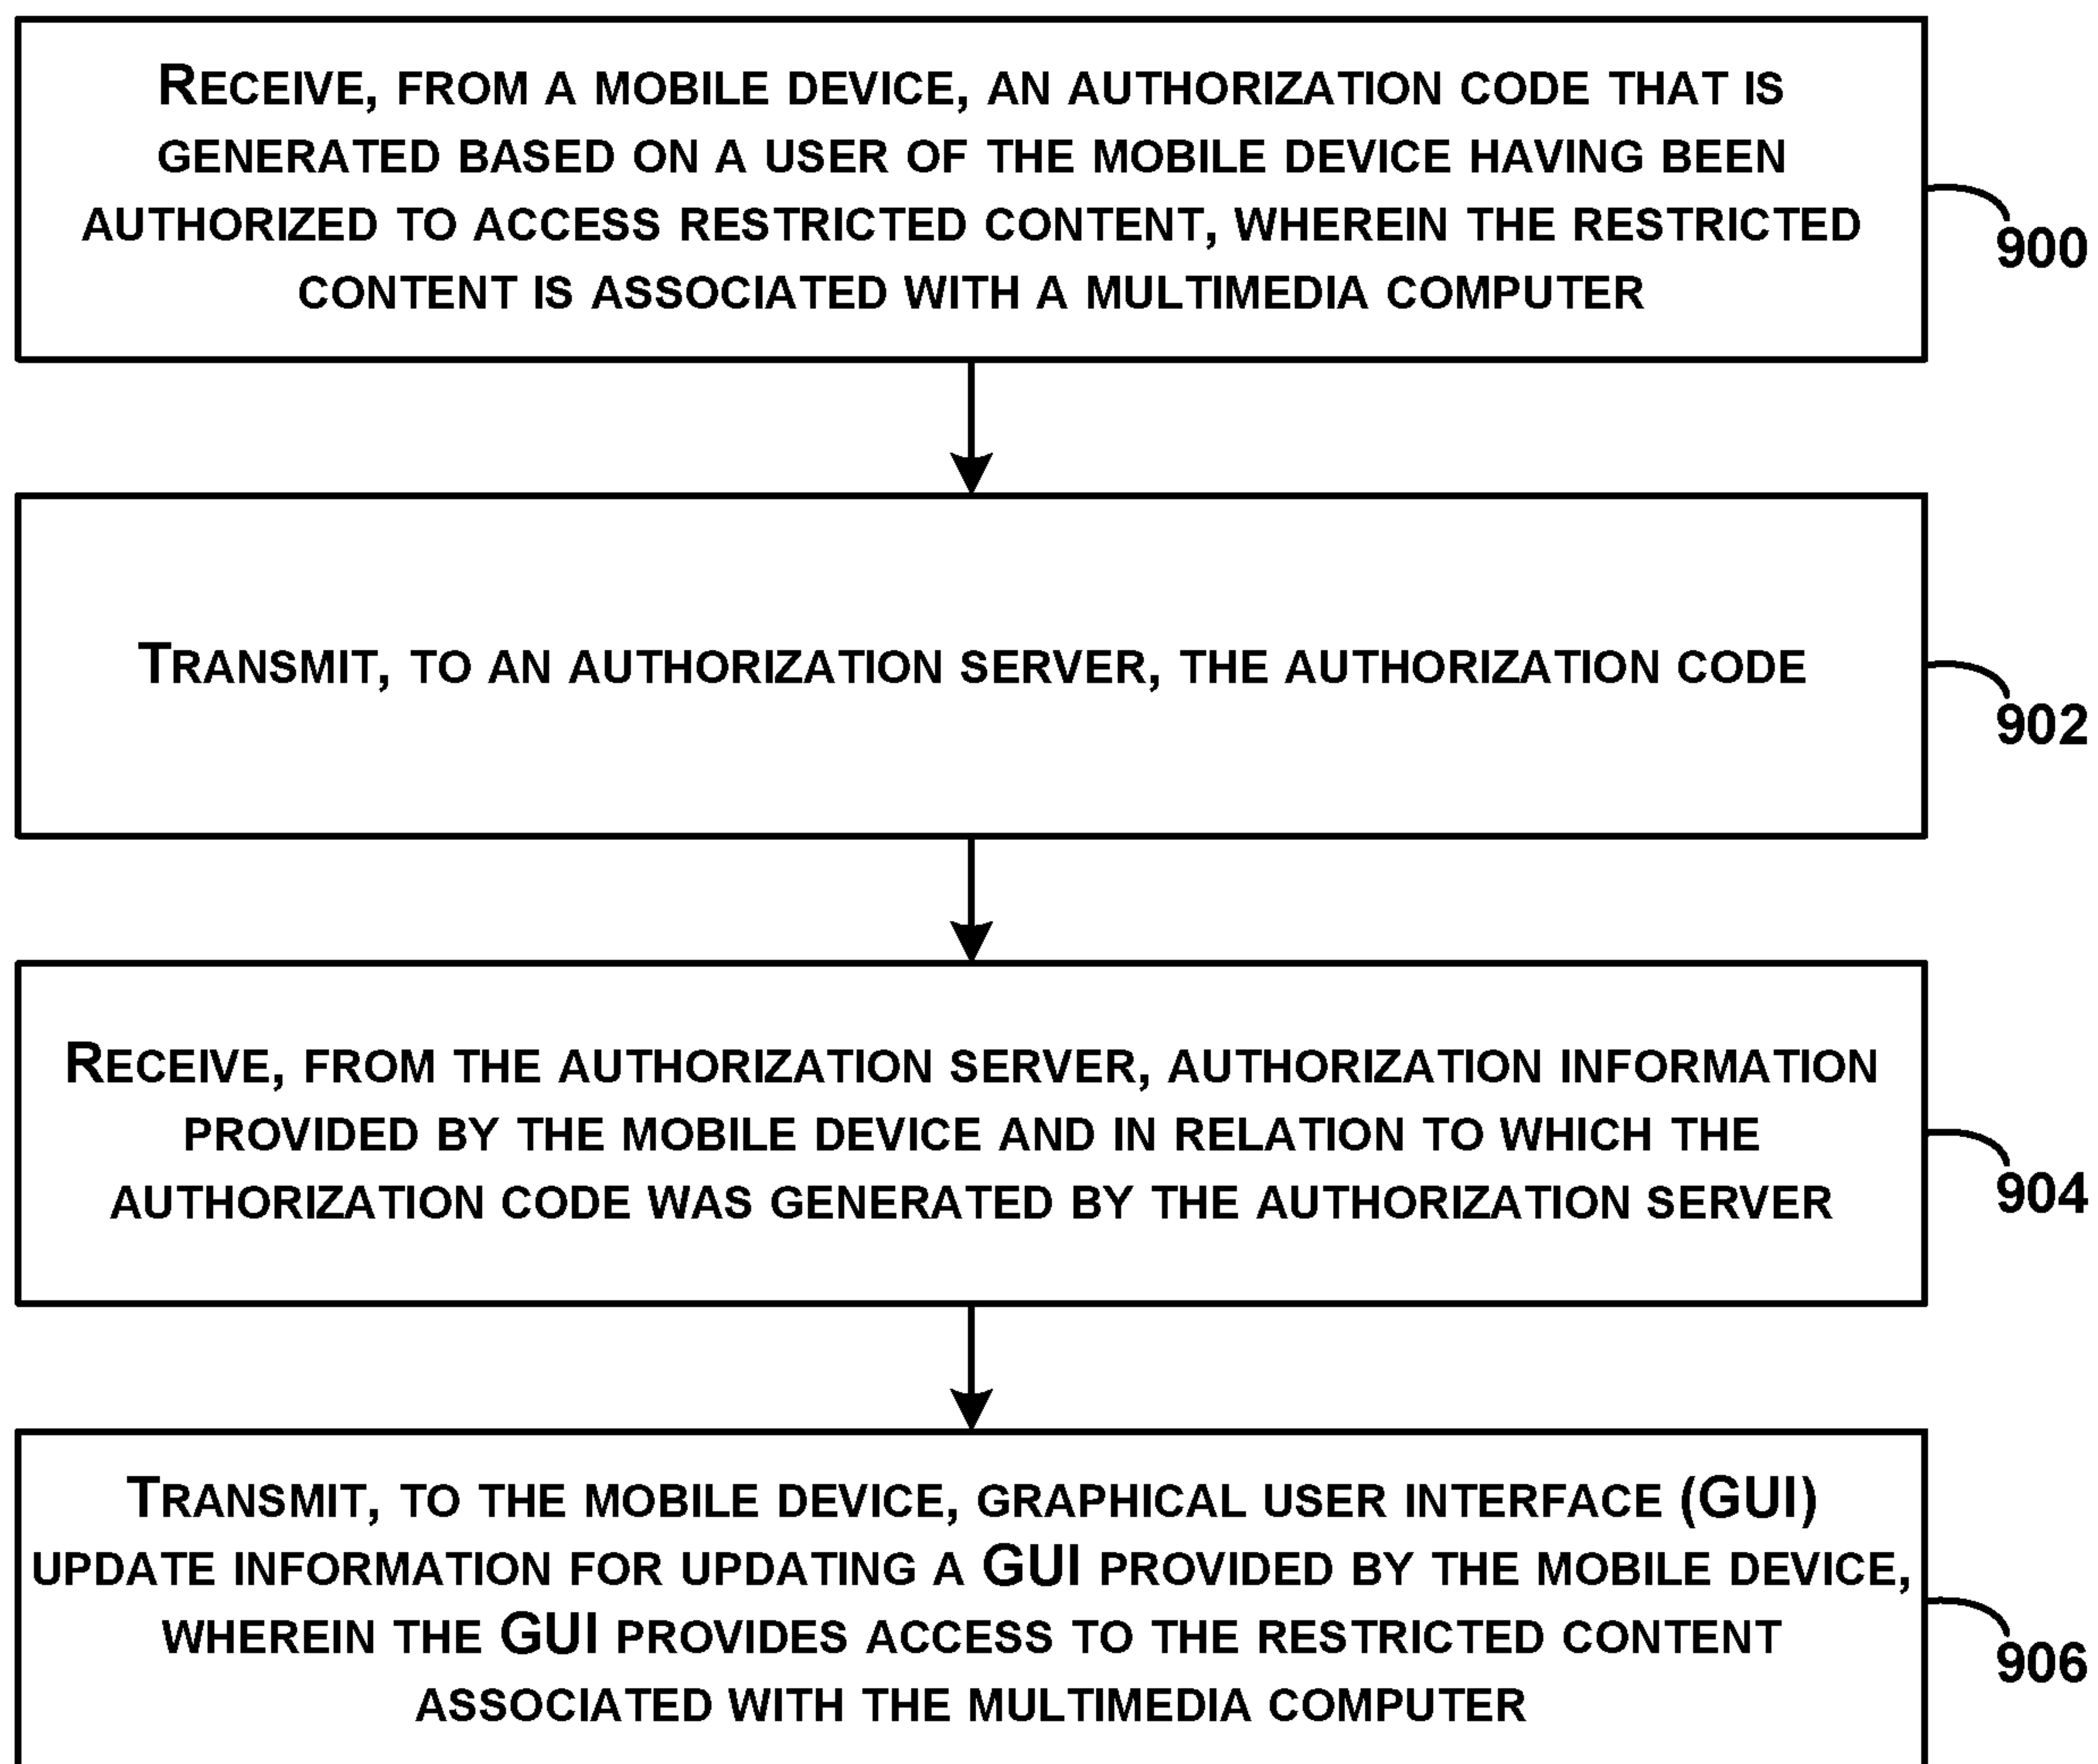 RECEIVE, FROM A MOBILE DEVICE, AN AUTHORIZATION CODE THAT IS
GENERATED BASED ON A USER OF THE MOBILE DEVICE HAVING BEEN
AUTHORIZED TO ACCESS RESTRICTED CONTENT, WHEREIN THE RESTRICTED
CONTENT IS ASSOCIATED WITH A MULTIMEDIA COMPUTER
900
TRANSMIT, TO AN AUTHORIZATION SERVER, THE AUTHORIZATION CODE
902
RECEIVE, FROM THE AUTHORIZATION SERVER, AUTHORIZATION INFORMATION
PROVIDED BY THE MOBILE DEVICE AND IN RELATION TO WHICH THE
AUTHORIZATION CODE WAS GENERATED BY THE AUTHORIZATION SERVER
904
TRANSMIT, TO THE MOBILE DEVICE, GRAPHICAL USER INTERFACE (GUI)
UPDATE INFORMATION FOR UPDATING A GUI PROVIDED BY THE MOBILE DEVICE,
WHEREIN THE GUI PROVIDES ACCESS TO THE RESTRICTED CONTENT
ASSOCIATED WITH THE MULTIMEDIA COMPUTER
906